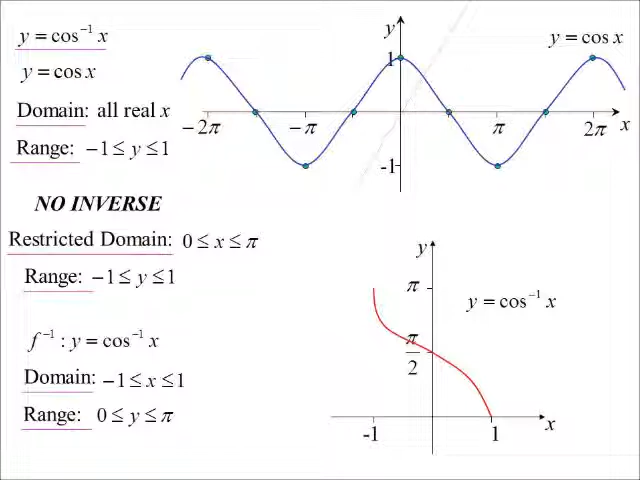 y = cos⁻¹ x
y = cos x
Domain: all real x
Range: −1 ≤ y ≤ 1
NO INVERSE
Restricted Domain: 0 ≤ x ≤ π
Range: −1 ≤ y ≤ 1
f⁻¹ : y = cos⁻¹ x
Domain: −1 ≤ x ≤ 1
Range: 0 ≤ y ≤ π
y
y = cos x
1
−2π −π π 2π x
-1
y
π
y = cos⁻¹ x
π/2
-1 1 x